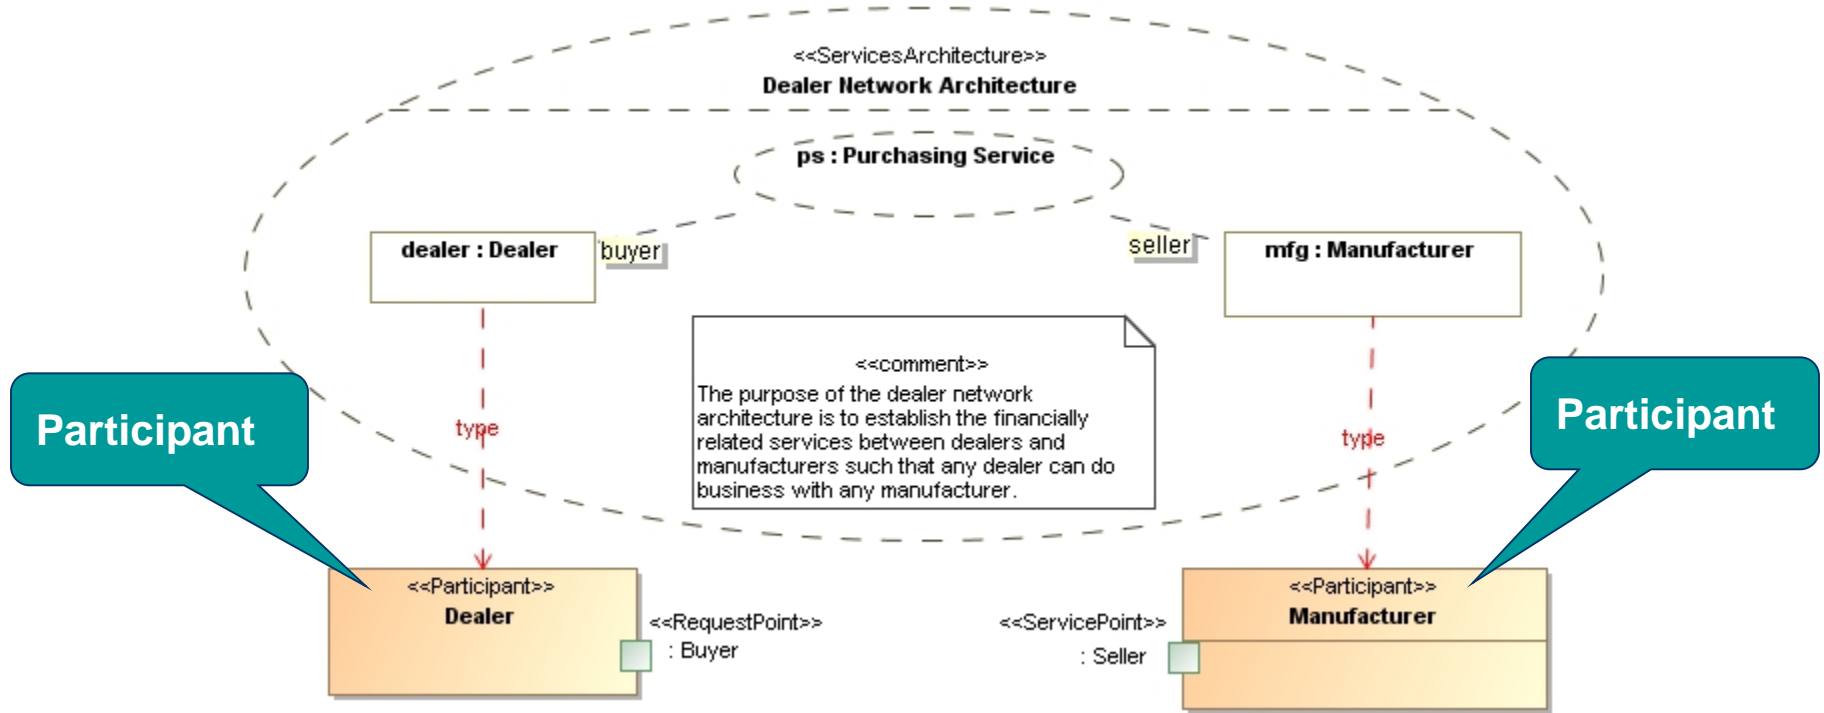 <<ServicesArchitecture>>
Dealer Network Architecture
ps : Purchasing Service
dealer : Dealer
buyer
seller
mfg : Manufacturer
<<comment>>
The purpose of the dealer network
architecture is to establish the financially
related services between dealers and
manufacturers such that any dealer can do
business with any manufacturer.
Participant
type
type
Participant
<<Participant>>
Dealer
<<RequestPoint>>
: Buyer
<<ServicePoint>>
: Seller
<<Participant>>
Manufacturer